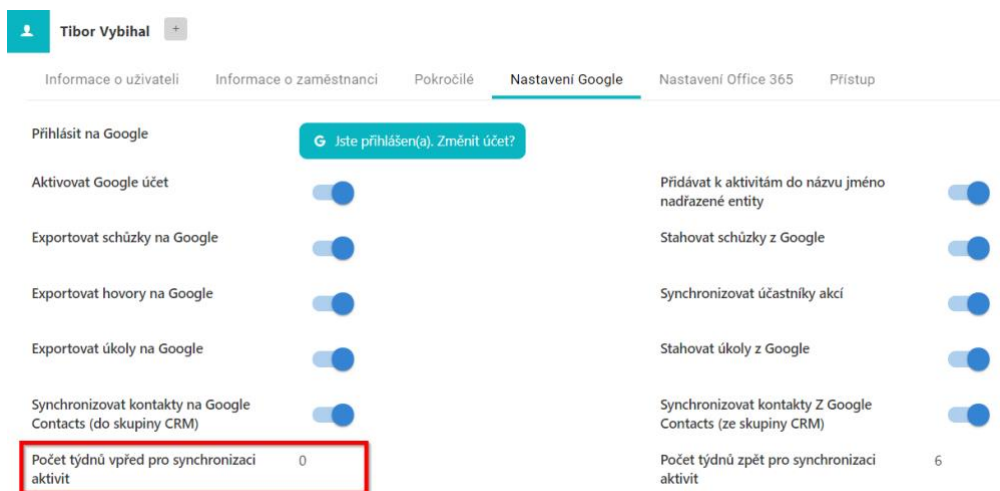 Tibor Vybihal +
Informace o uživateli Informace o zaměstnanci Pokročilé Nastavení Google Nastavení Office 365 Přístup
Přihlásit na Google
G Jste přihlášen(a). Změnit účet?
Aktivovat Google účet
Přidávat k aktivitám do názvu jméno
nadřazené entity
Exportovat schůzky na Google
Stahovat schůzky z Google
Exportovat hovory na Google
Synchronizovat účastníky akcí
Exportovat úkoly na Google
Stahovat úkoly z Google
Synchronizovat kontakty na Google
Contacts (do skupiny CRM)
Synchronizovat kontakty Z Google
Contacts (ze skupiny CRM)
Počet týdnů vpřed pro synchronizaci
aktivit
0
Počet týdnů zpět pro synchronizaci
aktivit
6